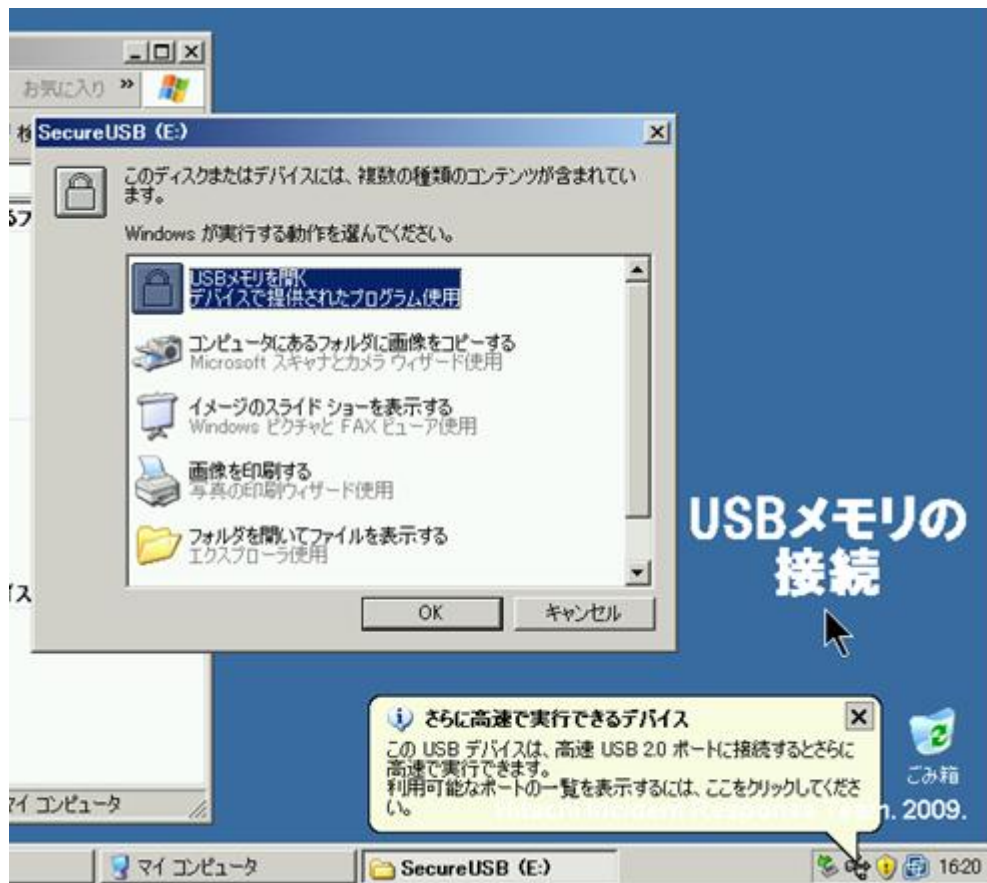 お気に入り »
検
SecureUSB (E:)
このディスクまたはデバイスには、複数の種類のコンテンツが含まれてい
ます。
Windows が実行する動作を選んでください。
USBメモリを開く
デバイスで提供されたプログラム使用
コンピュータにあるフォルダに画像をコピーする
Microsoft スキャナとカメラ ウィザード使用
イメージのスライド ショーを表示する
Windows ピクチャと FAX ビューア使用
画像を印刷する
写真の印刷ウィザード使用
フォルダを開いてファイルを表示する
エクスプローラ使用
OK
キャンセル
USBメモリの
接続
さらに高速で実行できるデバイス
この USB デバイスは、高速 USB 2.0 ポートに接続するとさらに
高速で実行できます。
利用可能なポートの一覧を表示するには、ここをクリックしてくださ
い。
ごみ箱
2009.
マイ コンピュータ
マイ コンピュータ
SecureUSB (E:)
16:20